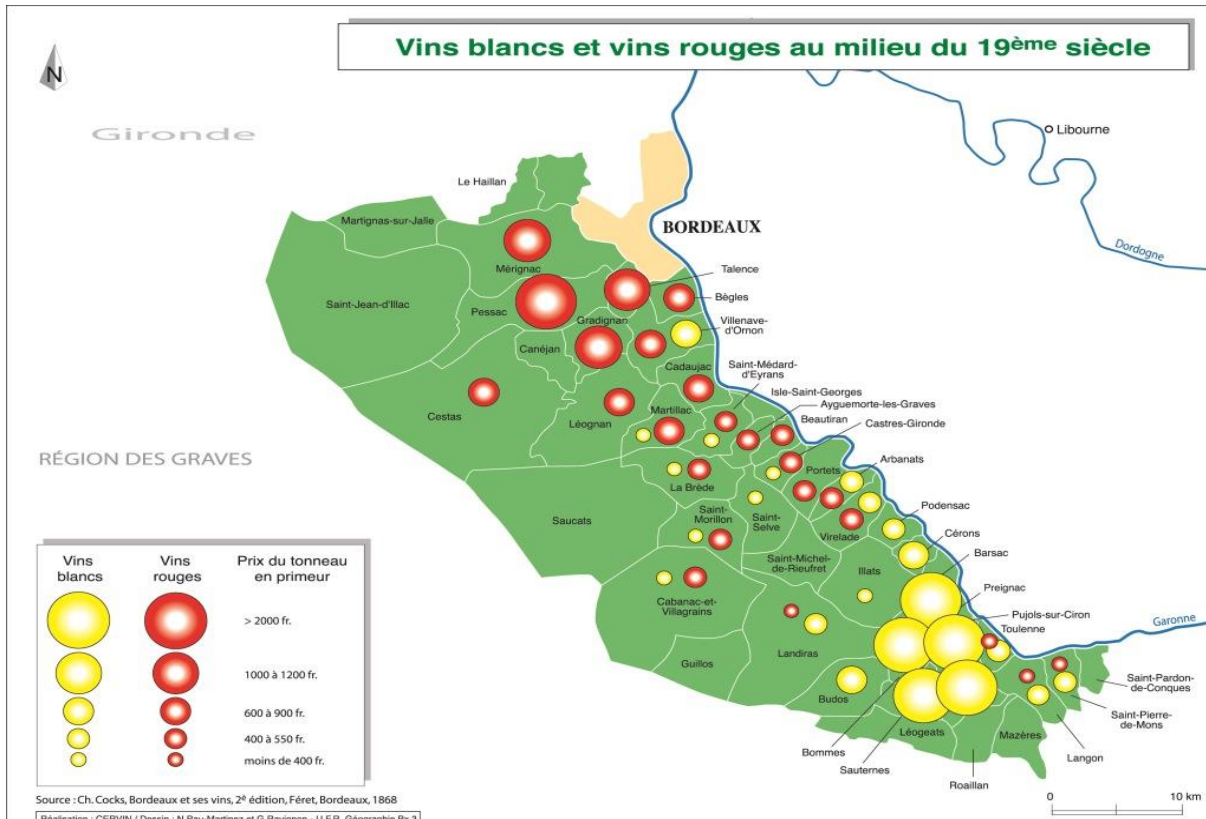 Vins blancs et vins rouges au milieu du 19ème siècle
N
Gironde
Libourne
Le Haillan
Martignas-sur-Jalle
BORDEAUX
Dordogne
Mérignac
Talence
Saint-Jean-d'Illac
Bègles
Pessac
Gradignan
Villenave-
d'Ornon
Canéjan
Cadaujac
Saint-Médard-
d'Eyrans
Isle-Saint-Georges
Cestas
Léognan
Martillac
Ayguemorte-les-Graves
Beautiran
Castres-Gironde
RÉGION DES GRAVES
Portets
Arbanats
La Brède
Saucats
Saint-
Morillon
Saint-
Selve
Podensac
Virelade
Cérons
Saint-Michel-
de-Rieufret
Illats
Barsac
Preignac
Cabanac-et-
Villagrains
Pujols-sur-Ciron
Toulenne
Garonne
Guillos
Landiras
Budos
Saint-Pardon-
de-Conques
Saint-Pierre-
de-Mons
Léogeats
Mazères
Langon
Bommes
Sauternes
Roaillan
Vins
blancs
Vins
rouges
Prix du tonneau
en primeur
> 2000 fr.
1000 à 1200 fr.
600 à 900 fr.
400 à 550 fr.
moins de 400 fr.
0 10 km
Source : Ch. Cocks, Bordeaux et ses vins, 2è édition, Féret, Bordeaux, 1868